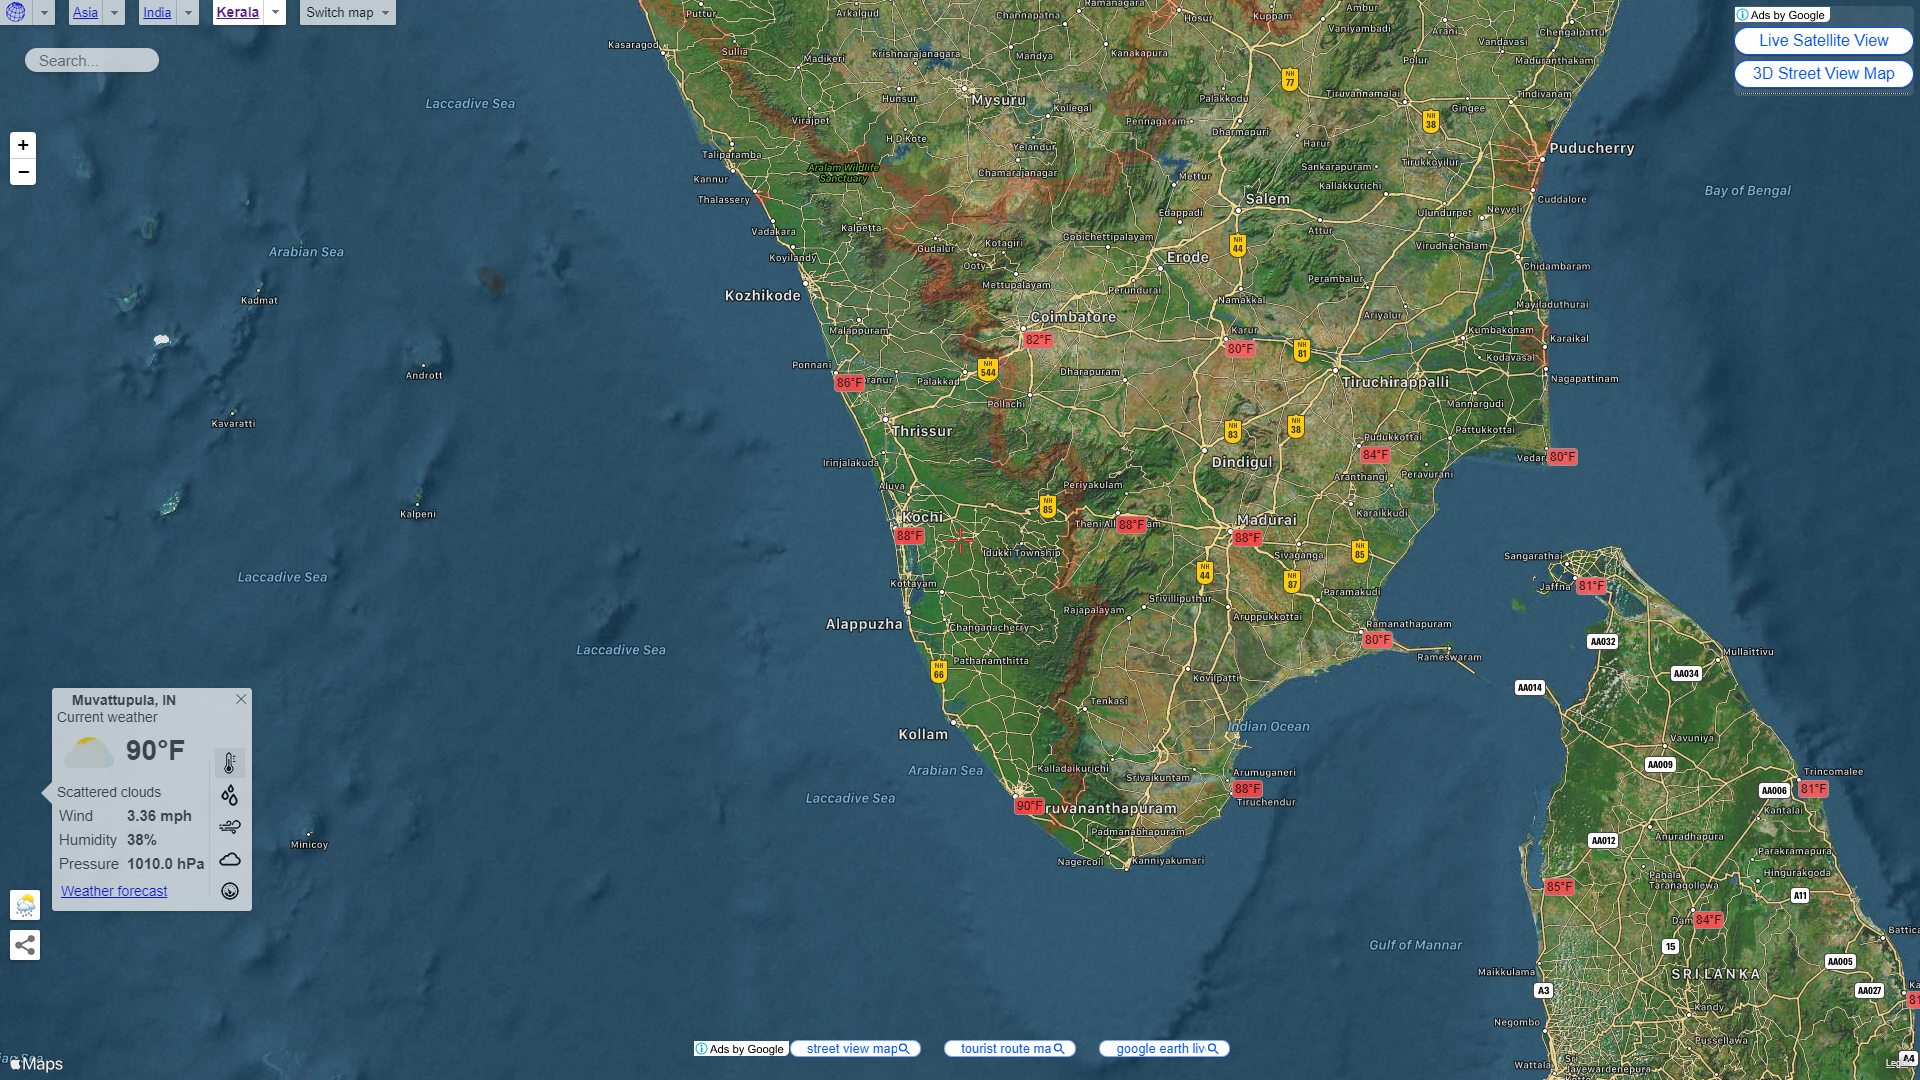 Asia
India
Kerala
Switch map
Search...
+
−
Ads by Google
Live Satellite View
3D Street View Map
Laccadive Sea
Arabian Sea
Kadmat
Andrott
Kavaratti
Kalpeni
Laccadive Sea
Laccadive Sea
Arabian Sea
Laccadive Sea
Minicoy
Bay of Bengal
Indian Ocean
Gulf of Mannar
Kasaragod
Puttur
Sullia
Arkalgud
Channapatna
Ramanagara
Hosur
Kuppam
Ambur
Vaniyambadi
Arani
Vandavasi
Chengalpattu
Madikeri
Krishnarajanagara
Mandya
Kanakapura
Polur
Maduranthakam
NH 77
Hunsur
Mysuru
Kollegal
Palakkodu
Tiruvannamalai
Gingee
Tindivanam
Virajpet
H D Kote
Yelandur
Pennagaram
Dharmapuri
Harur
NH 38
Taliparamba
Kannur
Thalassery
Aralam Wildlife
Sanctuary
Chamarajanagar
Mettur
Sankarapuram
Kallakkurichi
Tirukkoyilur
Puducherry
Cuddalore
Vadakara
Kalpetta
Gudalur
Kotagiri
Edappadi
Salem
Attur
Ulundurpet
Neyveli
Virudhachalam
Koyilandy
Ooty
Gobichettipalayam
Erode
NH 44
Chidambaram
Kozhikode
Mettupalayam
Perundurai
Namakkal
Perambalur
Ariyalur
Mayiladuthurai
Malappuram
Coimbatore
82°F
Karur
80°F
NH 81
Kumbakonam
Karaikal
Kodavasal
Ponnani
86°F
Palakkad
NH 544
Dharapuram
Tiruchirappalli
Nagapattinam
Pollachi
Mannargudi
Thrissur
NH 83
NH 38
Pudukkottai
Pattukkottai
Irinjalakuda
Dindigul
84°F
80°F
Aranthangi
Peravurani
Aluva
Periyakulam
NH 85
Kochi
88°F
88°F
Madurai
88°F
Karaikkudi
Idukki Township
Sivaganga
NH 85
Sangarathai
Jaffna
81°F
Kottayam
NH 44
NH 87
Srivilliputhur
Paramakudi
Rajapalayam
Aruppukkottai
Alappuzha
Changanacherry
Ramanathapuram
80°F
Rameswaram
AA032
Mullaittivu
Pathanamthitta
NH 66
Kovilpatti
AA034
AA014
Tenkasi
Kollam
Vavuniya
AA009
Kalladaikurichi
Srivaikuntam
Arumuganeri
88°F
Tiruchendur
Trincomalee
AA006
81°F
Kantalai
90°F
Padmanabhapuram
Nagercoil
Kanniyakumari
AA012
Anuradhapura
Parakramapura
Hingurakgoda
Pahala
Taranagollewa
85°F
A11
84°F
15
Maikkulama
SRI LANKA
AA005
A3
AA027
Negombo
Kandy
Pussellawa
Wattala
Sri
Jayewardenepura
A4
Muvattupula, IN
Current weather
90°F
Scattered clouds
Wind 3.36 mph
Humidity 38%
Pressure 1010.0 hPa
Weather forecast
Maps
Ads by Google
street view map
tourist route ma
google earth liv